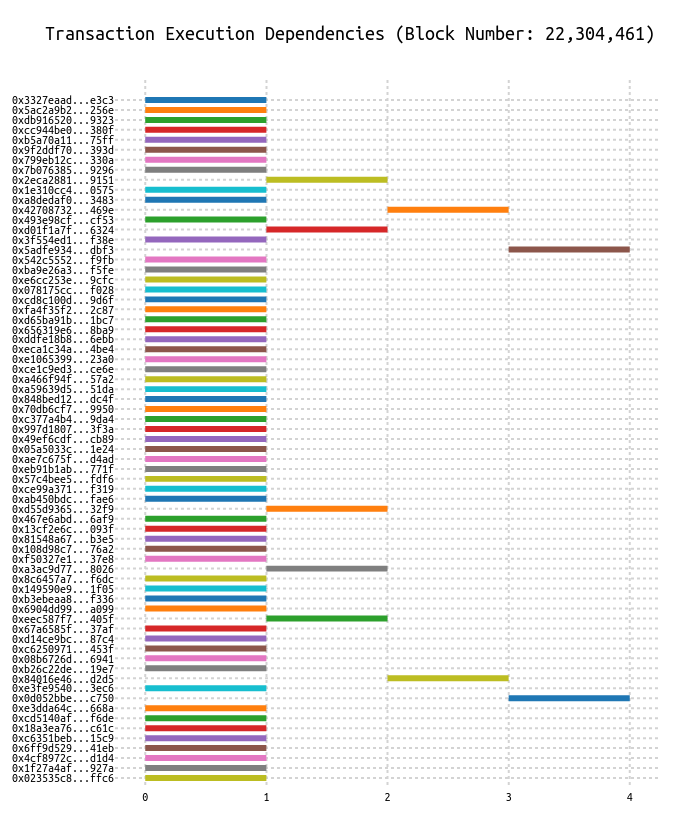 Transaction Execution Dependencies (Block Number: 22,304,461)
0x3327eaad...e3c3
0x5ac2a9b2...256e
0xdb916520...9323
0xcc944be0...380f
0xb5a70a11...75ff
0x9f2ddf70...393d
0x799eb12c...330a
0x7b076385...9296
0x2eca2881...9151
0x1e310cc4...0575
0xa8dedaf0...3483
0x42708732...469e
0x493e98cf...cf53
0xd01f1a7f...6324
0x3f554ed1...f38e
0x5adfe934...dbf3
0x542c5552...f9fb
0xba9e26a3...f5fe
0xe6cc253e...9cfc
0x078175cc...f028
0xcd8c100d...9d6f
0xfa4f35f2...2c87
0xd65ba91b...1bc7
0x656319e6...8ba9
0xddfe18b8...6ebb
0xeca1c34a...4be4
0xe1065399...23a0
0xce1c9ed3...ce6e
0xa466f94f...57a2
0xa59639d5...51da
0x848bed12...dc4f
0x70db6cf7...9950
0xc377a4b4...9da4
0x997d1807...3f3a
0x49ef6cdf...cb89
0x05a5033c...1e24
0xae7c675f...d4ad
0xeb91b1ab...771f
0x57c4bee5...fdf6
0xce99a371...f319
0xab450bdc...fae6
0xd55d9365...32f9
0x467e6abd...6af9
0x13cf2e6c...093f
0x81548a67...b3e5
0x108d98c7...76a2
0xf50327e1...37e8
0xa3ac9d77...8026
0x8c6457a7...f6dc
0x149590e9...1f05
0xb3ebeaa8...f336
0x6904dd99...a099
0xeec587f7...405f
0x67a6585f...37af
0xd14ce9bc...87c4
0xc6250971...453f
0x08b6726d...6941
0xb26c22de...19e7
0x84016e46...d2d5
0xe3fe9540...3ec6
0x0d052bbe...c750
0xe3dda64c...668a
0xcd5140af...f6de
0x18a3ea76...c61c
0xc6351beb...15c9
0x6ff9d529...41eb
0x4cf8972c...d1d4
0x1f27a4af...927a
0x023535c8...ffc6
0 1 2 3 4